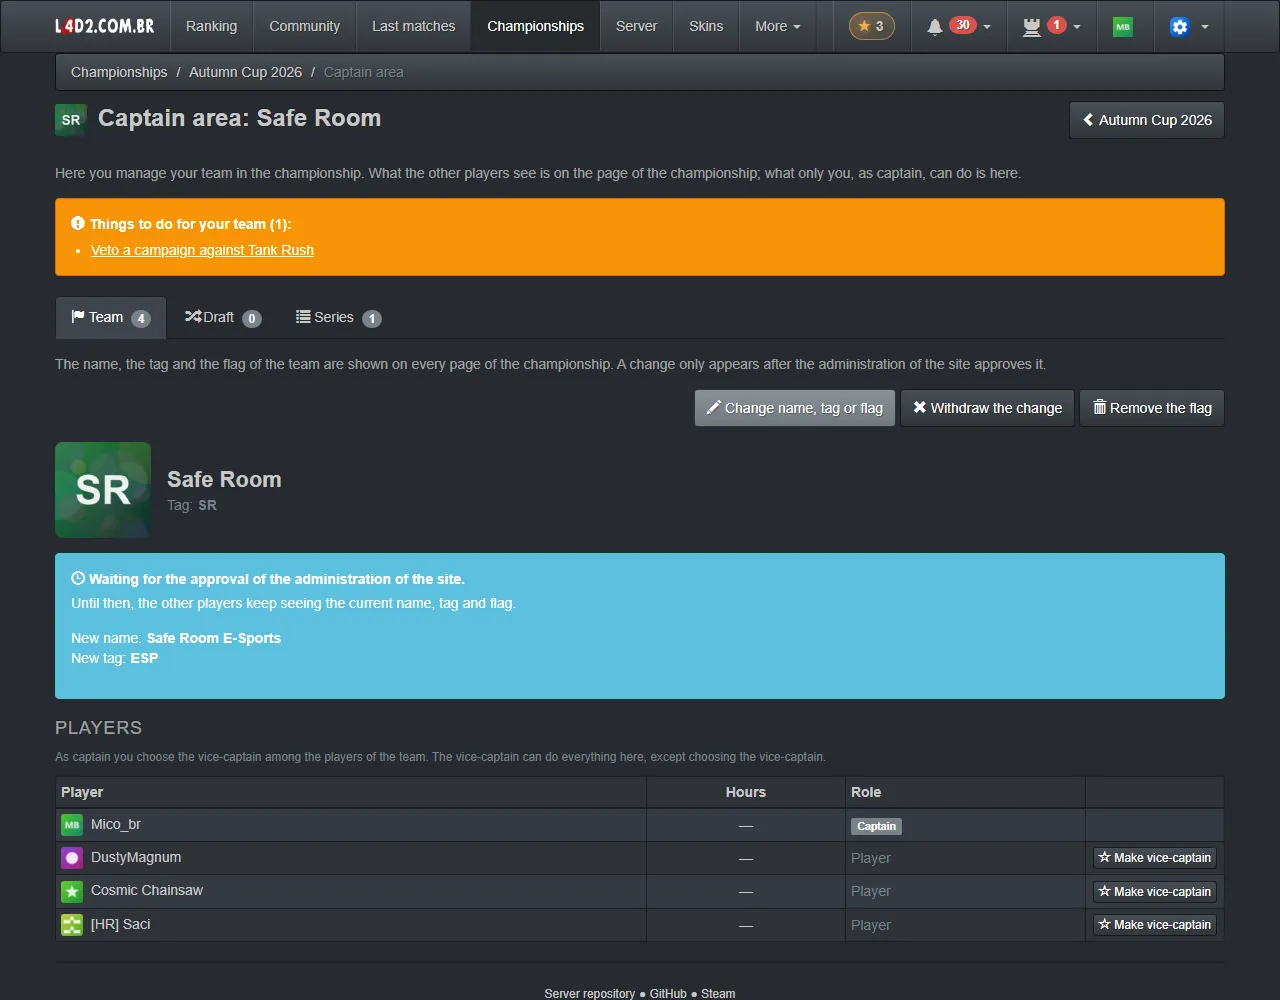 L4D2.COM.BR Ranking Community Last matches Championships Server Skins More ★ 3 30 1 MB
Championships / Autumn Cup 2026 / Captain area
SR Captain area: Safe Room Autumn Cup 2026
Here you manage your team in the championship. What the other players see is on the page of the championship; what only you, as captain, can do is here.
Things to do for your team (1):
• Veto a campaign against Tank Rush
Team 4 Draft 0 Series 1
The name, the tag and the flag of the team are shown on every page of the championship. A change only appears after the administration of the site approves it.
Change name, tag or flag Withdraw the change Remove the flag
SR Safe Room
Tag: SR
Waiting for the approval of the administration of the site.
Until then, the other players keep seeing the current name, tag and flag.
New name: Safe Room E-Sports
New tag: ESP
PLAYERS
As captain you choose the vice-captain among the players of the team. The vice-captain can do everything here, except choosing the vice-captain.
Player Hours Role
MB Mico_br — Captain
DustyMagnum — Player Make vice-captain
Cosmic Chainsaw — Player Make vice-captain
[HR] Saci — Player Make vice-captain
Server repository ● GitHub ● Steam